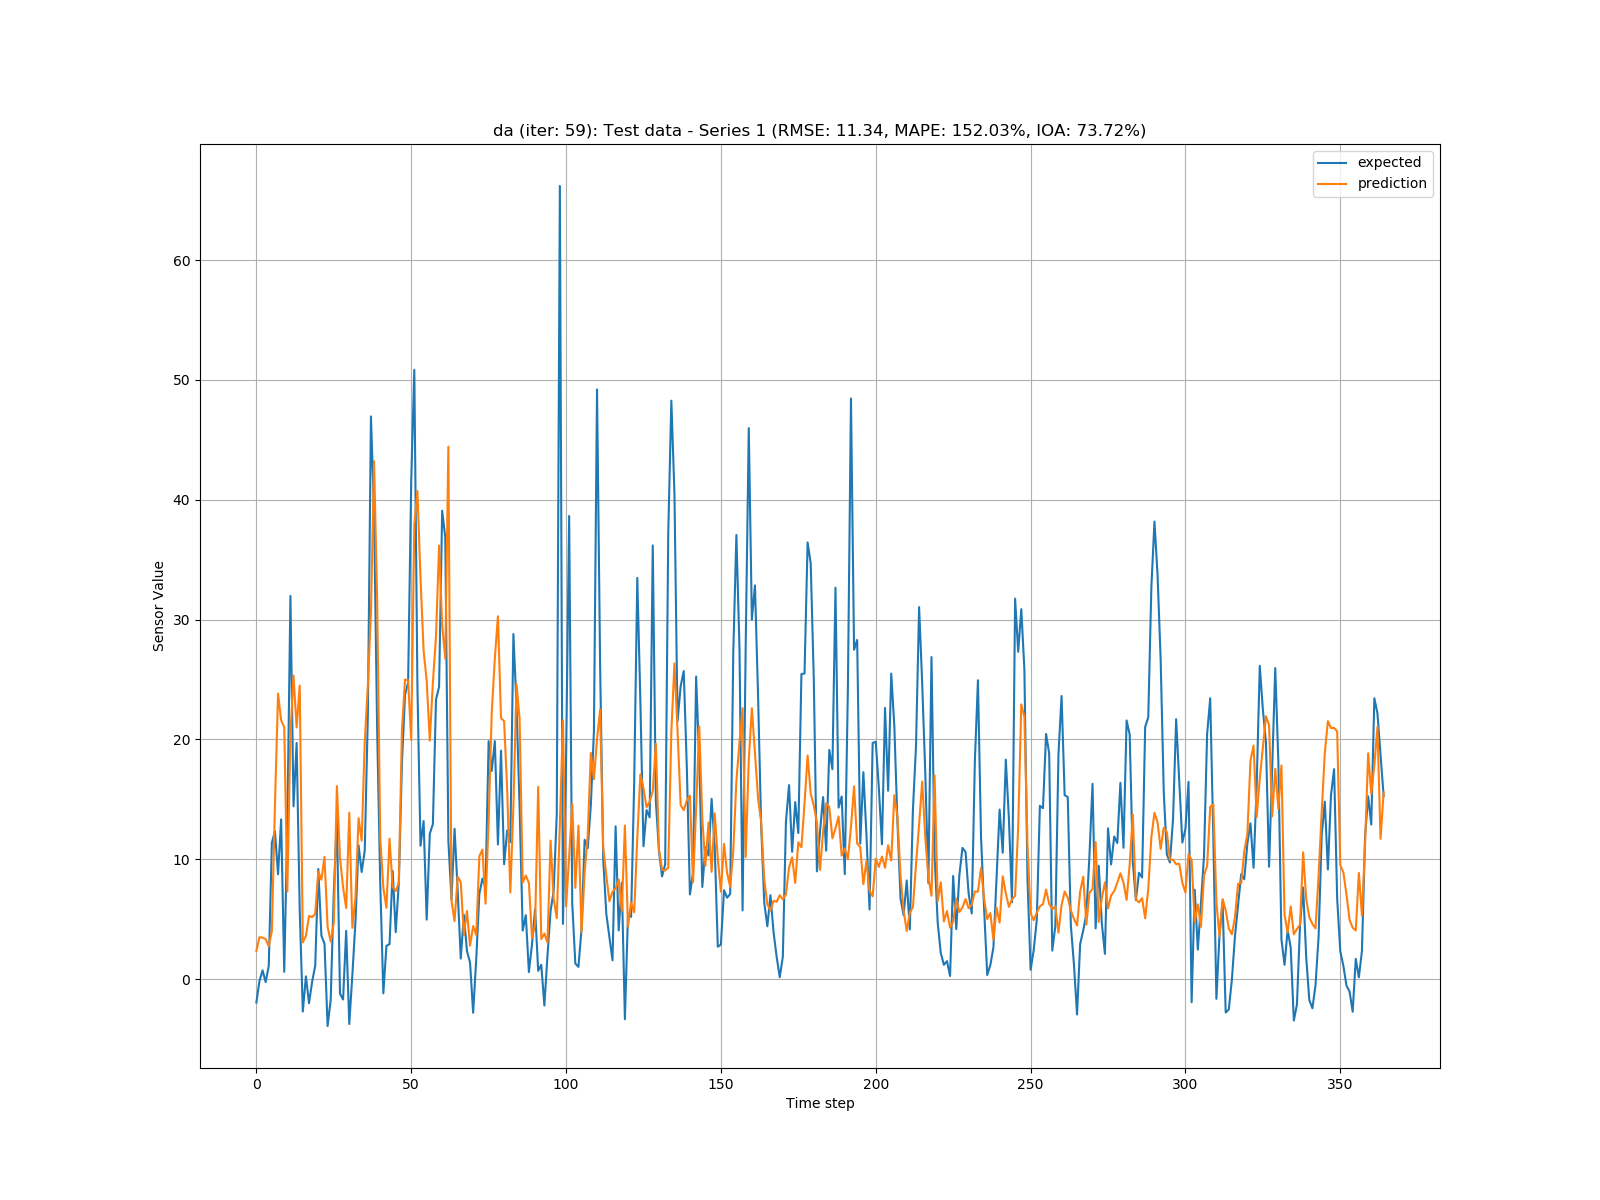 da (iter: 59): Test data - Series 1 (RMSE: 11.34, MAPE: 152.03%, IOA: 73.72%)
expected
prediction
60
50
40
30
20
10
0
Sensor Value
0 50 100 150 200 250 300 350
Time step